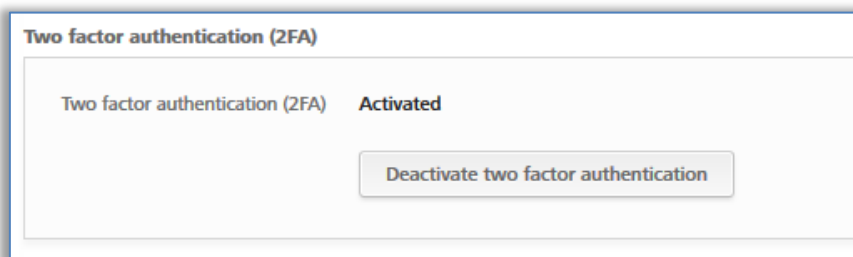 Two factor authentication (2FA)
Two factor authentication (2FA) Activated
Deactivate two factor authentication